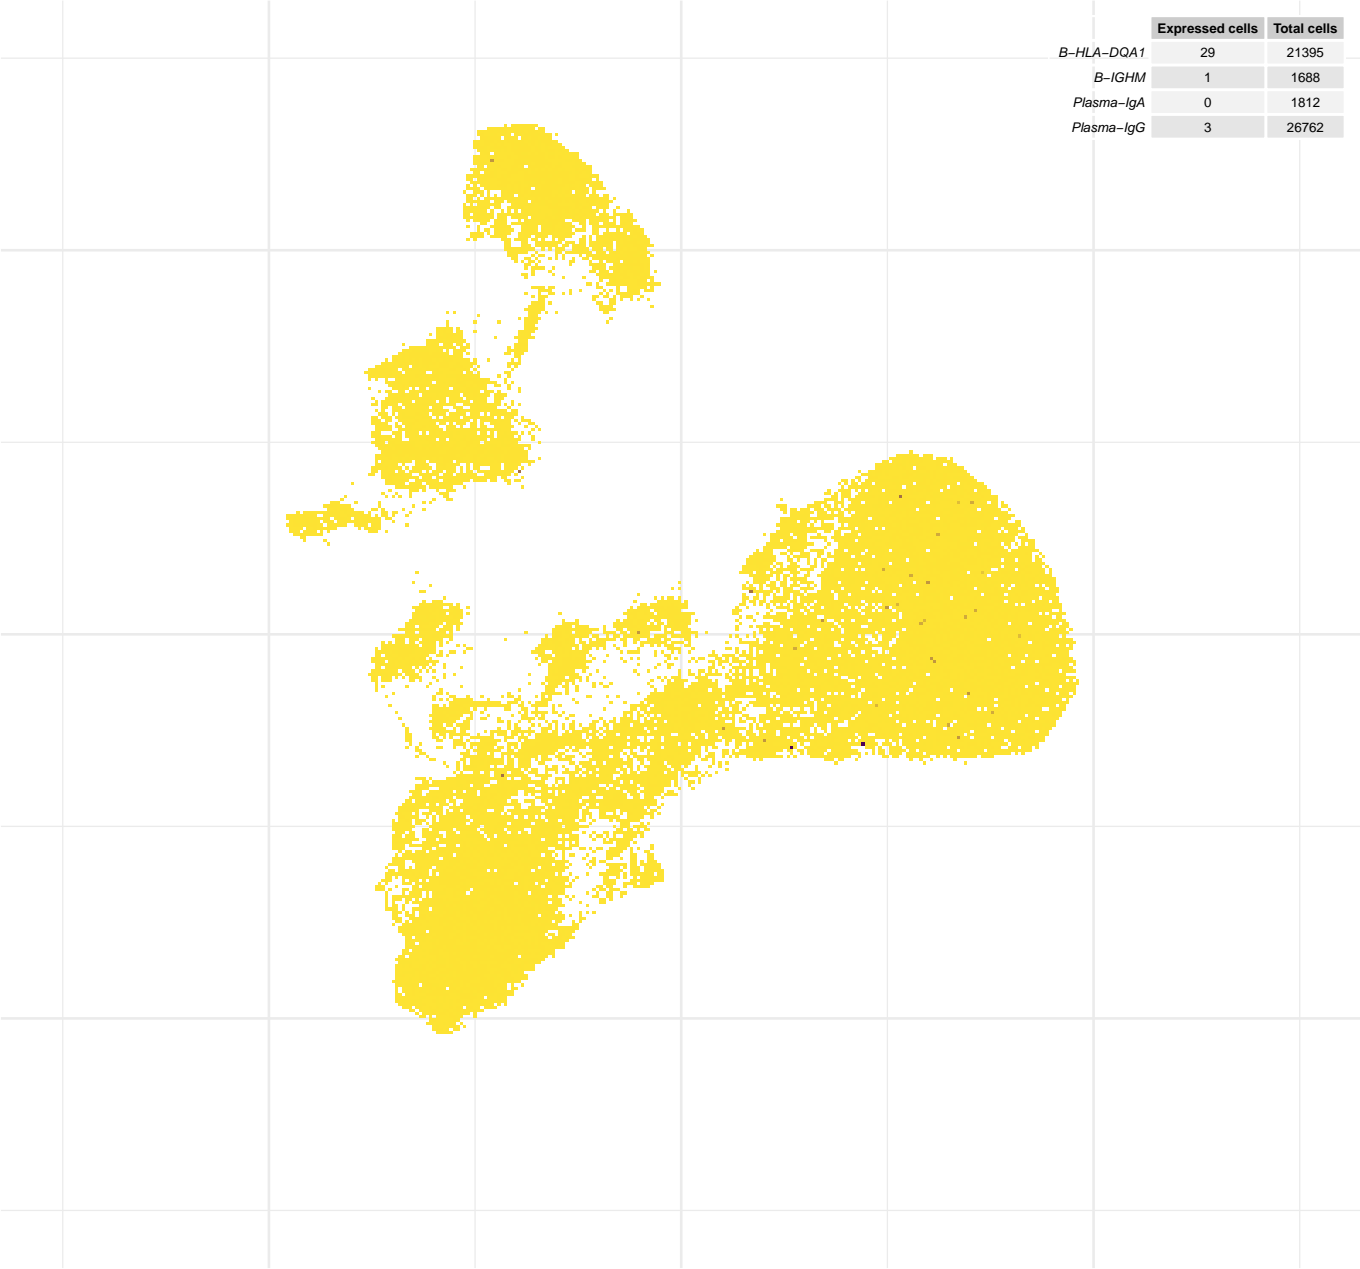 Expressed cells Total cells
B−HLA−DQA1 29 21395
B−IGHM 1 1688
Plasma−IgA 0 1812
Plasma−IgG 3 26762